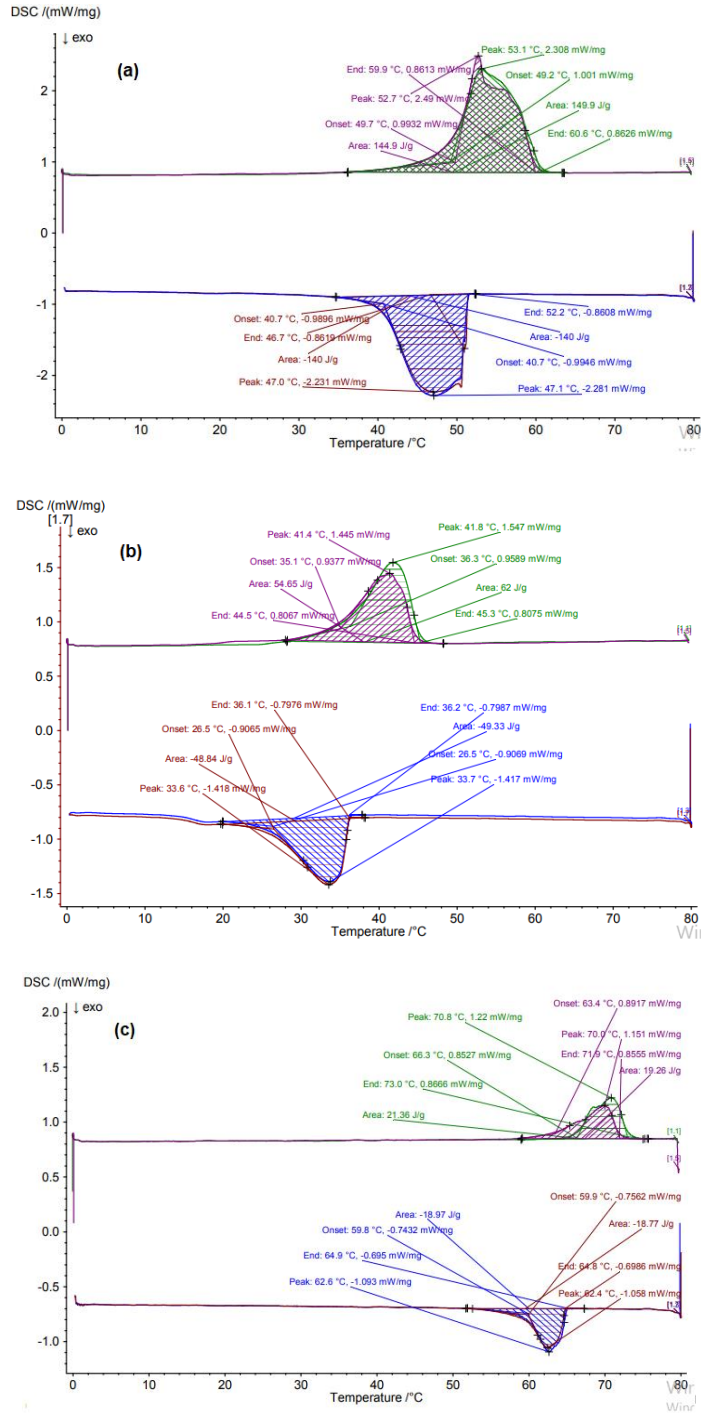 DSC /(mW/mg)
↓ exo
(a)
Peak: 53.1 °C, 2.308 mW/mg
End: 59.9 °C, 0.8613 mW/mg
Onset: 49.2 °C, 1.001 mW/mg
Peak: 52.7 °C, 2.49 mW/mg
Area: 149.9 J/g
Onset: 49.7 °C, 0.9932 mW/mg
End: 60.6 °C, 0.8626 mW/mg
Area: 144.9 J/g
2
1
0
-1
-2
Onset: 40.7 °C, -0.9896 mW/mg
End: 52.2 °C, -0.8608 mW/mg
End: 46.7 °C, -0.8619 mW/mg
Area: -140 J/g
Area: -140 J/g
Onset: 40.7 °C, -0.9946 mW/mg
Peak: 47.0 °C, -2.231 mW/mg
Peak: 47.1 °C, -2.281 mW/mg
0 10 20 30 40 50 60 70 80
Temperature /°C
DSC /(mW/mg)
[1.7]
↓ exo
(b)
Peak: 41.8 °C, 1.547 mW/mg
Peak: 41.4 °C, 1.445 mW/mg
Onset: 35.1 °C, 0.9377 mW/mg
Onset: 36.3 °C, 0.9589 mW/mg
Area: 54.65 J/g
Area: 62 J/g
End: 44.5 °C, 0.8067 mW/mg
End: 45.3 °C, 0.8075 mW/mg
1.5
1.0
0.5
0.0
-0.5
-1.0
-1.5
End: 36.1 °C, -0.7976 mW/mg
End: 36.2 °C, -0.7987 mW/mg
Onset: 26.5 °C, -0.9065 mW/mg
Area: -49.33 J/g
Area: -48.84 J/g
Onset: 26.5 °C, -0.9069 mW/mg
Peak: 33.6 °C, -1.418 mW/mg
Peak: 33.7 °C, -1.417 mW/mg
0 10 20 30 40 50 60 70 80
Temperature /°C
DSC /(mW/mg)
↓ exo
(c)
Onset: 63.4 °C, 0.8917 mW/mg
Peak: 70.8 °C, 1.22 mW/mg
Peak: 70.0 °C, 1.151 mW/mg
Onset: 66.3 °C, 0.8527 mW/mg
End: 71.9 °C, 0.8555 mW/mg
End: 73.0 °C, 0.8666 mW/mg
Area: 19.26 J/g
Area: 21.36 J/g
[1.1]
[1.5]
2.0
1.5
1.0
0.5
0.0
-0.5
-1.0
Area: -18.97 J/g
Onset: 59.9 °C, -0.7562 mW/mg
Onset: 59.8 °C, -0.7432 mW/mg
Area: -18.77 J/g
End: 64.9 °C, -0.695 mW/mg
End: 64.8 °C, -0.6986 mW/mg
Peak: 62.6 °C, -1.093 mW/mg
Peak: 62.4 °C, -1.058 mW/mg
0 10 20 30 40 50 60 70 80
Temperature /°C